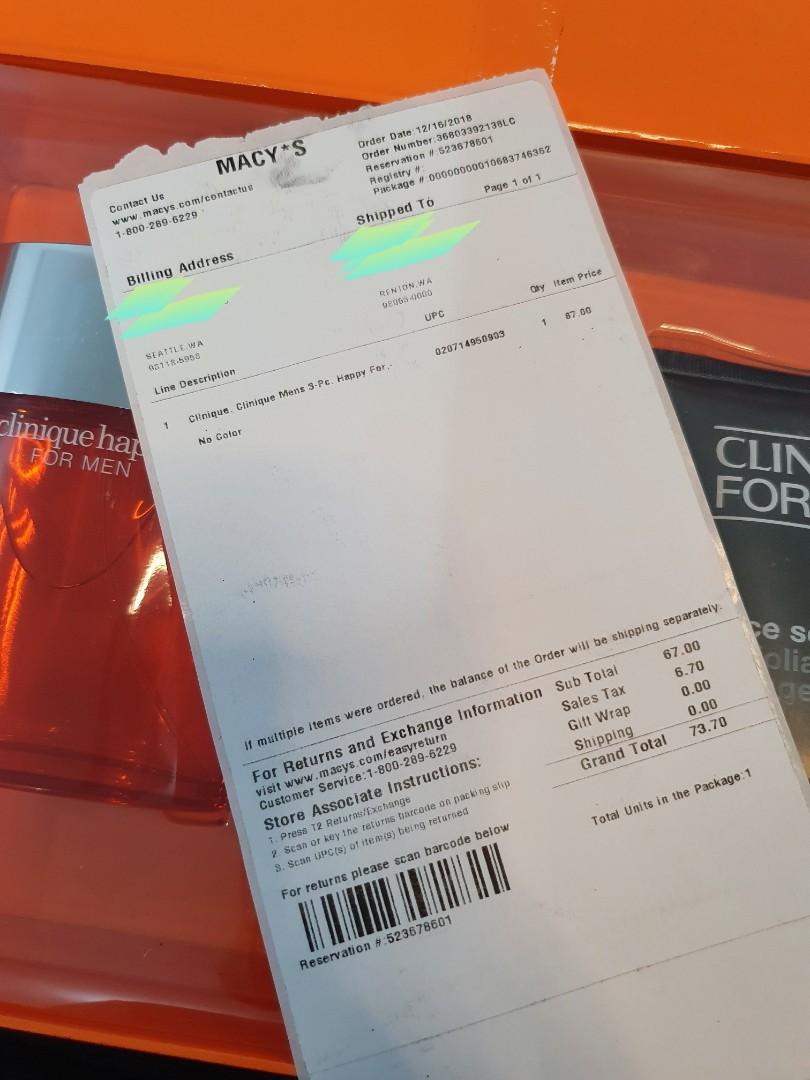 MACY*S
Contact Us
www.macys.com/contactus
1-800-289-6229
Order Date:12/16/2018
Order Number:36803392138LC
Reservation #:523678601
Registry #:
Package # 00000000010683746352
Page 1 of 1
Billing Address
Shipped To
SEATTLE,WA
RENTON,WA
Line Description
UPC
Qty Item Price
1 Clinique. Clinique Mens 3-Pc. Happy For..
020714950903
1 67.00
No Color
If multiple items were ordered, the balance of the Order will be shipping separately.
For Returns and Exchange Information
visit www.macys.com/easyreturn
Customer Service:1-800-289-6229
Store Associate Instructions:
1. Press T2 Returns/Exchange
2. Scan or key the returns barcode on packing slip
3. Scan UPC(s) of item(s) being returned
Sub Total 67.00
Sales Tax 6.70
Gift Wrap 0.00
Shipping 0.00
Grand Total 73.70
Total Units in the Package:1
For returns please scan barcode below
Reservation #:523678601
clinique hap
FOR MEN
CLIN
FOR
ce s
olia
ge